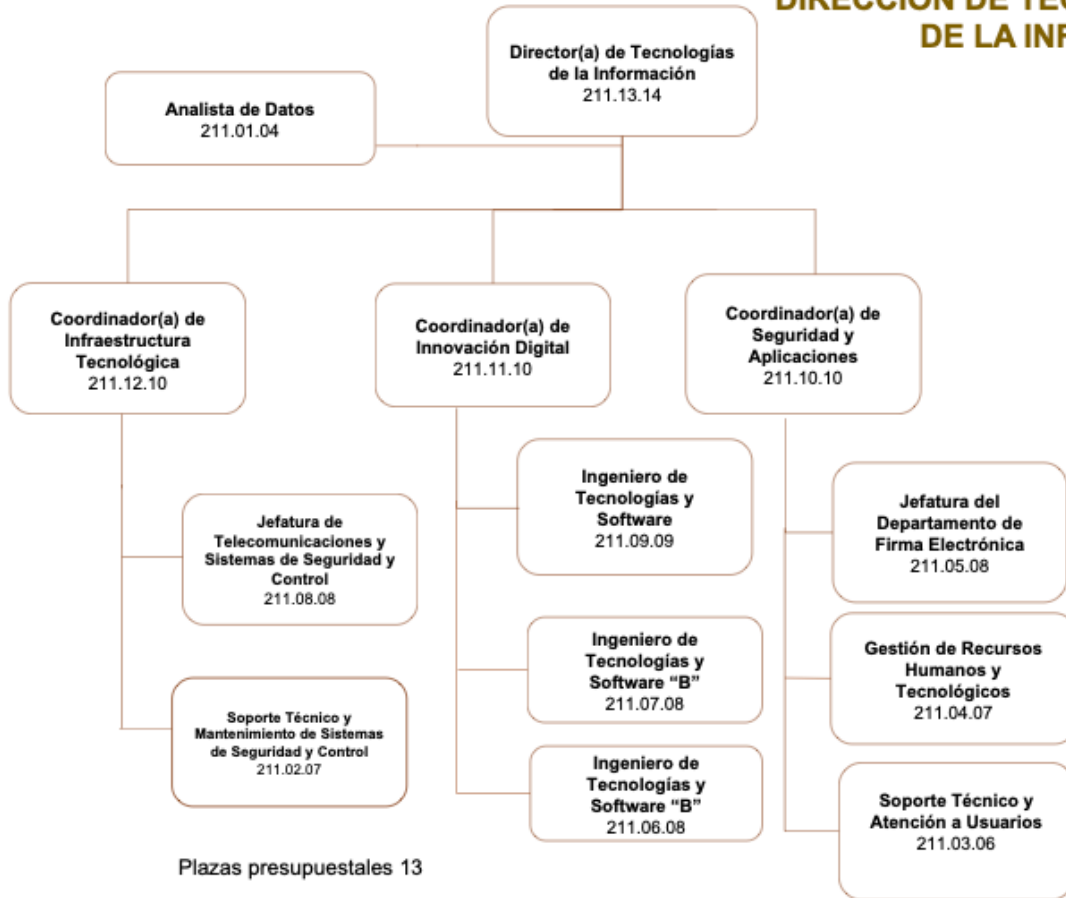 DIRECCIÓN DE
DE LA
Director(a) de Tecnologías
de la Información
211.13.14
Analista de Datos
211.01.04
Coordinador(a) de
Infraestructura
Tecnológica
211.12.10
Coordinador(a) de
Innovación Digital
211.11.10
Coordinador(a) de
Seguridad y
Aplicaciones
211.10.10
Jefatura de
Telecomunicaciones y
Sistemas de Seguridad y
Control
211.08.08
Soporte Técnico y
Mantenimiento de Sistemas
de Seguridad y Control
211.02.07
Ingeniero de
Tecnologías y
Software
211.09.09
Ingeniero de
Tecnologías y
Software “B”
211.07.08
Ingeniero de
Tecnologías y
Software “B”
211.06.08
Jefatura del
Departamento de
Firma Electrónica
211.05.08
Gestión de Recursos
Humanos y
Tecnológicos
211.04.07
Soporte Técnico y
Atención a Usuarios
211.03.06
Plazas presupuestales 13